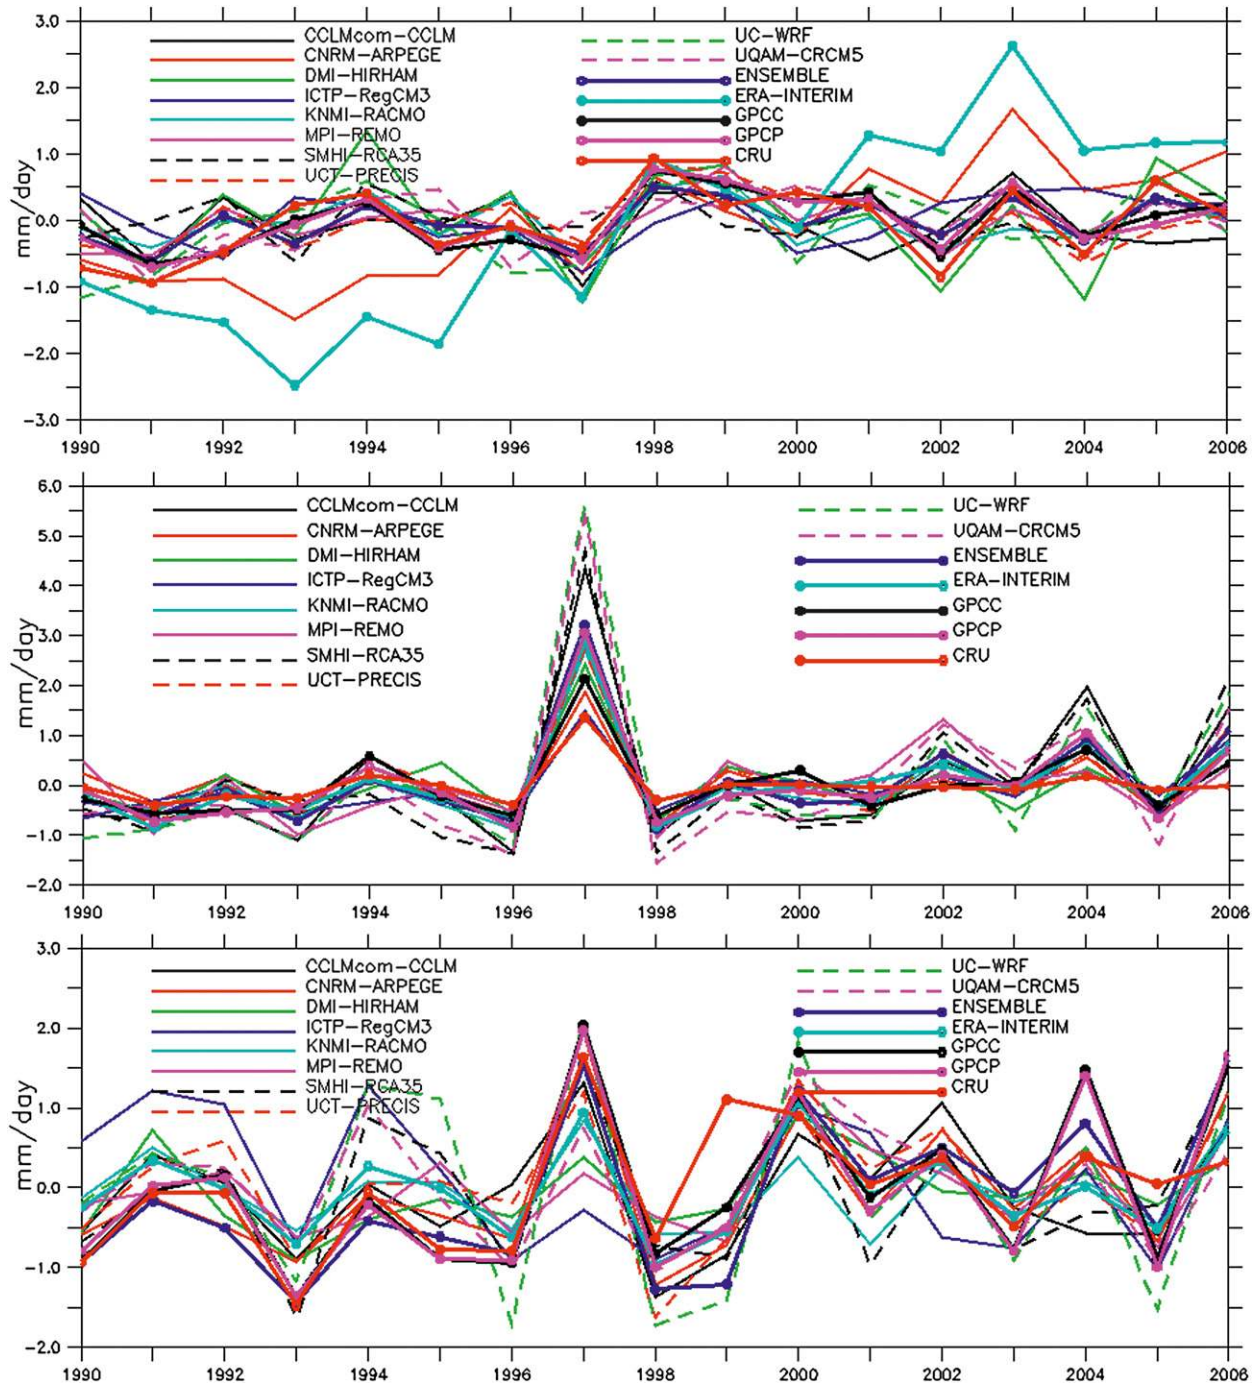 3.0
2.0
1.0
0.0
−1.0
−2.0
−3.0
mm/day
CCLMcom−CCLM
CNRM−ARPEGE
DMI−HIRHAM
ICTP−RegCM3
KNMI−RACMO
MPI−REMO
SMHI−RCA35
UCT−PRECIS
UC−WRF
UQAM−CRCM5
ENSEMBLE
ERA−INTERIM
GPCC
GPCP
CRU
1990 1992 1994 1996 1998 2000 2002 2004 2006
6.0
5.0
4.0
3.0
2.0
1.0
0.0
−1.0
−2.0
mm/day
CCLMcom−CCLM
CNRM−ARPEGE
DMI−HIRHAM
ICTP−RegCM3
KNMI−RACMO
MPI−REMO
SMHI−RCA35
UCT−PRECIS
UC−WRF
UQAM−CRCM5
ENSEMBLE
ERA−INTERIM
GPCC
GPCP
CRU
1990 1992 1994 1996 1998 2000 2002 2004 2006
3.0
2.0
1.0
0.0
−1.0
−2.0
mm/day
CCLMcom−CCLM
CNRM−ARPEGE
DMI−HIRHAM
ICTP−RegCM3
KNMI−RACMO
MPI−REMO
SMHI−RCA35
UCT−PRECIS
UC−WRF
UQAM−CRCM5
ENSEMBLE
ERA−INTERIM
GPCC
GPCP
CRU
1990 1992 1994 1996 1998 2000 2002 2004 2006